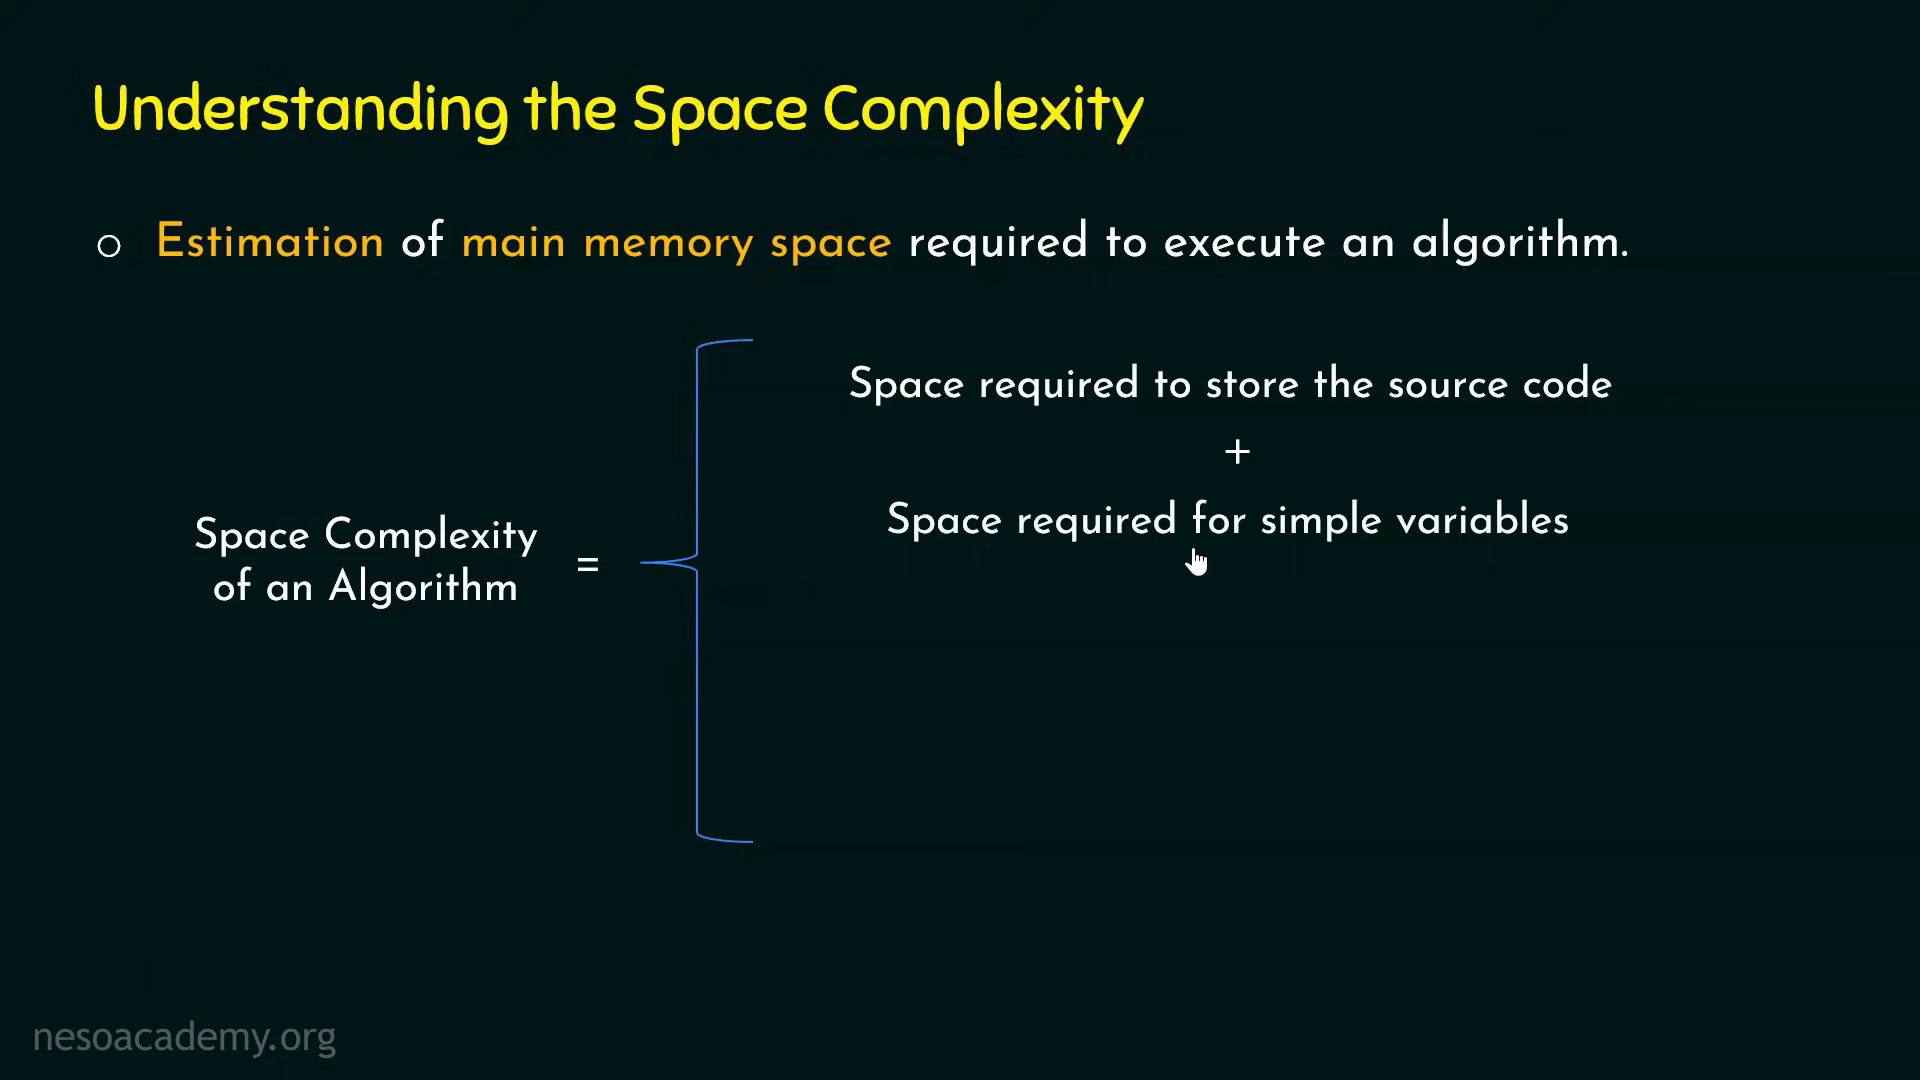 Understanding the Space Complexity
○ Estimation of main memory space required to execute an algorithm.
Space required to store the source code
+
Space required for simple variables
Space Complexity
of an Algorithm
=
nesoacademy.org